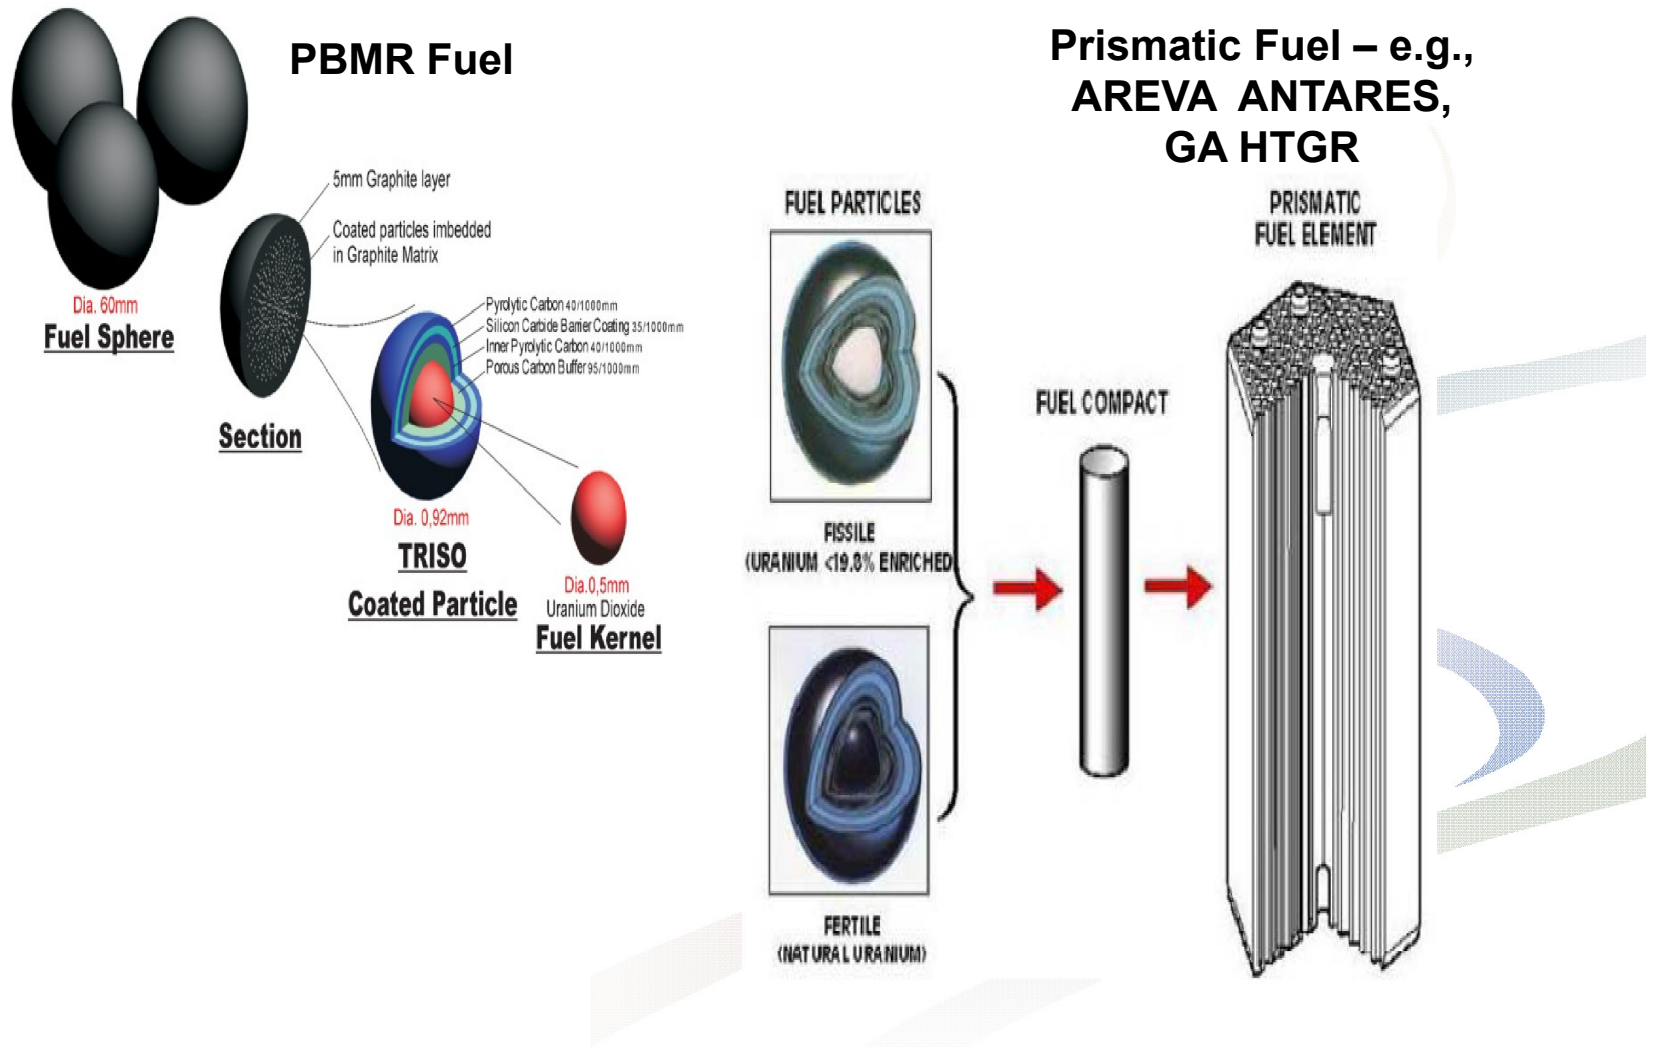 PBMR Fuel
Dia. 60mm
Fuel Sphere
5mm Graphite layer
Coated particles imbedded
in Graphite Matrix
Section
Pyrolytic Carbon 40/1000mm
Silicon Carbide Barrier Coating 35/1000mm
Inner Pyrolytic Carbon 40/1000mm
Porous Carbon Buffer 95/1000mm
Dia. 0,92mm
TRISO
Coated Particle
Dia.0,5mm
Uranium Dioxide
Fuel Kernel
Prismatic Fuel – e.g.,
AREVA ANTARES,
GA HTGR
FUEL PARTICLES
FISSILE
(URANIUM <19.8% ENRICHED
FERTILE
(NATURAL URANIUM)
FUEL COMPACT
PRISMATIC
FUEL ELEMENT